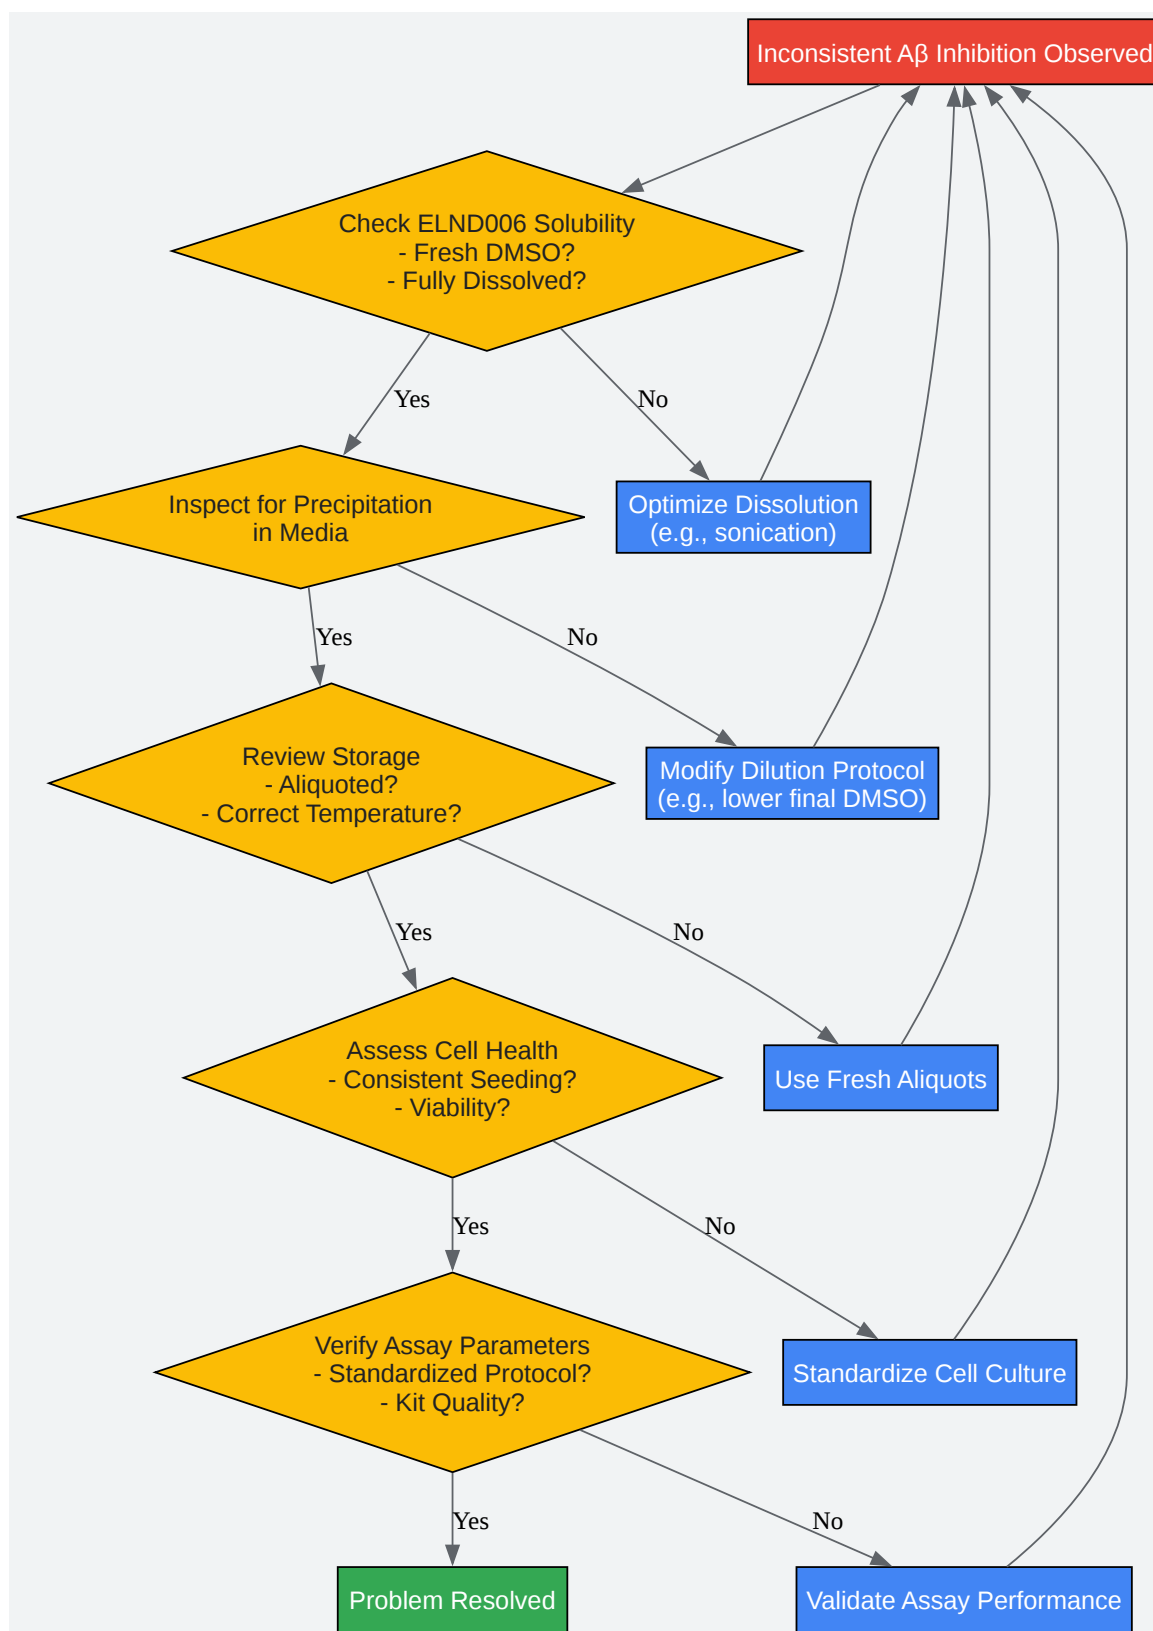 Inconsistent Aβ Inhibition Observed
Check ELND006 Solubility
- Fresh DMSO?
- Fully Dissolved?
Yes
No
Inspect for Precipitation
in Media
Optimize Dissolution
(e.g., sonication)
Yes
No
Review Storage
- Aliquoted?
- Correct Temperature?
Modify Dilution Protocol
(e.g., lower final DMSO)
Yes
No
Assess Cell Health
- Consistent Seeding?
- Viability?
Use Fresh Aliquots
Yes
No
Verify Assay Parameters
- Standardized Protocol?
- Kit Quality?
Standardize Cell Culture
Yes
No
Problem Resolved
Validate Assay Performance